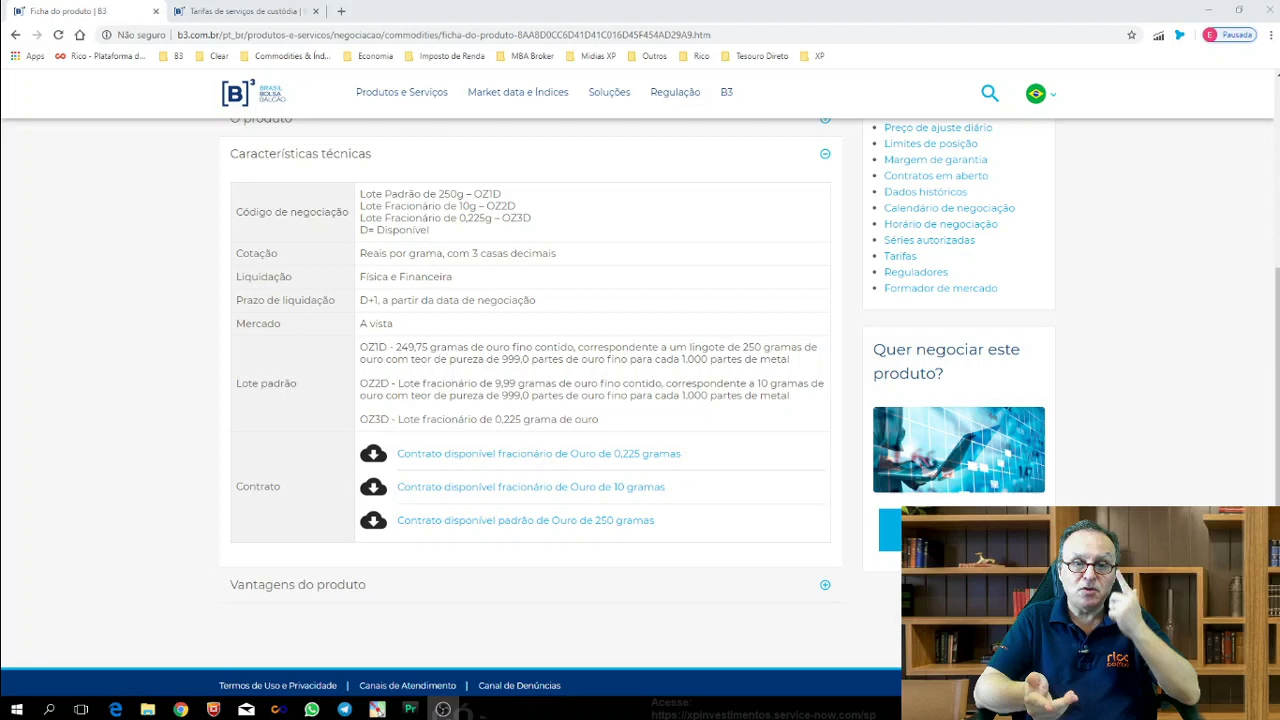 Ficha do produto | B3
Tarifas de serviços de custódia |
Não seguro
b3.com.br/pt_br/produtos-e-servicos/negociacao/commodities/ficha-do-produto-8AA8D0CC6D41D41C016D45F454AD29A9.htm
E Pausada
Apps
Rico - Plataforma d...
B3
Clear
Commodities & Índ...
Economia
Imposto de Renda
MBA Broker
Midias XP
Outros
Rico
Tesouro Direto
XP
[B]³ BRASIL BOLSA BALCÃO
Produtos e Serviços
Market data e Índices
Soluções
Regulação
B3
O produto
Características técnicas
Código de negociação
Lote Padrão de 250g – OZ1D
Lote Fracionário de 10g – OZ2D
Lote Fracionário de 0,225g – OZ3D
D= Disponível
Cotação
Reais por grama, com 3 casas decimais
Liquidação
Física e Financeira
Prazo de liquidação
D+1, a partir da data de negociação
Mercado
A vista
Lote padrão
OZ1D - 249,75 gramas de ouro fino contido, correspondente a um lingote de 250 gramas de
ouro com teor de pureza de 999,0 partes de ouro fino para cada 1.000 partes de metal
OZ2D - Lote fracionário de 9,99 gramas de ouro fino contido, correspondente a 10 gramas de
ouro com teor de pureza de 999,0 partes de ouro fino para cada 1.000 partes de metal
OZ3D - Lote fracionário de 0,225 grama de ouro
Contrato
Contrato disponível fracionário de Ouro de 0,225 gramas
Contrato disponível fracionário de Ouro de 10 gramas
Contrato disponível padrão de Ouro de 250 gramas
Vantagens do produto
Preço de ajuste diário
Limites de posição
Margem de garantia
Contratos em aberto
Dados históricos
Calendário de negociação
Horário de negociação
Séries autorizadas
Tarifas
Reguladores
Formador de mercado
Quer negociar este
produto?
rico
Termos de Uso e Privacidade | Canais de Atendimento | Canal de Denúncias
Acesse:
https://xpinvestimentos.service-now.com/sp